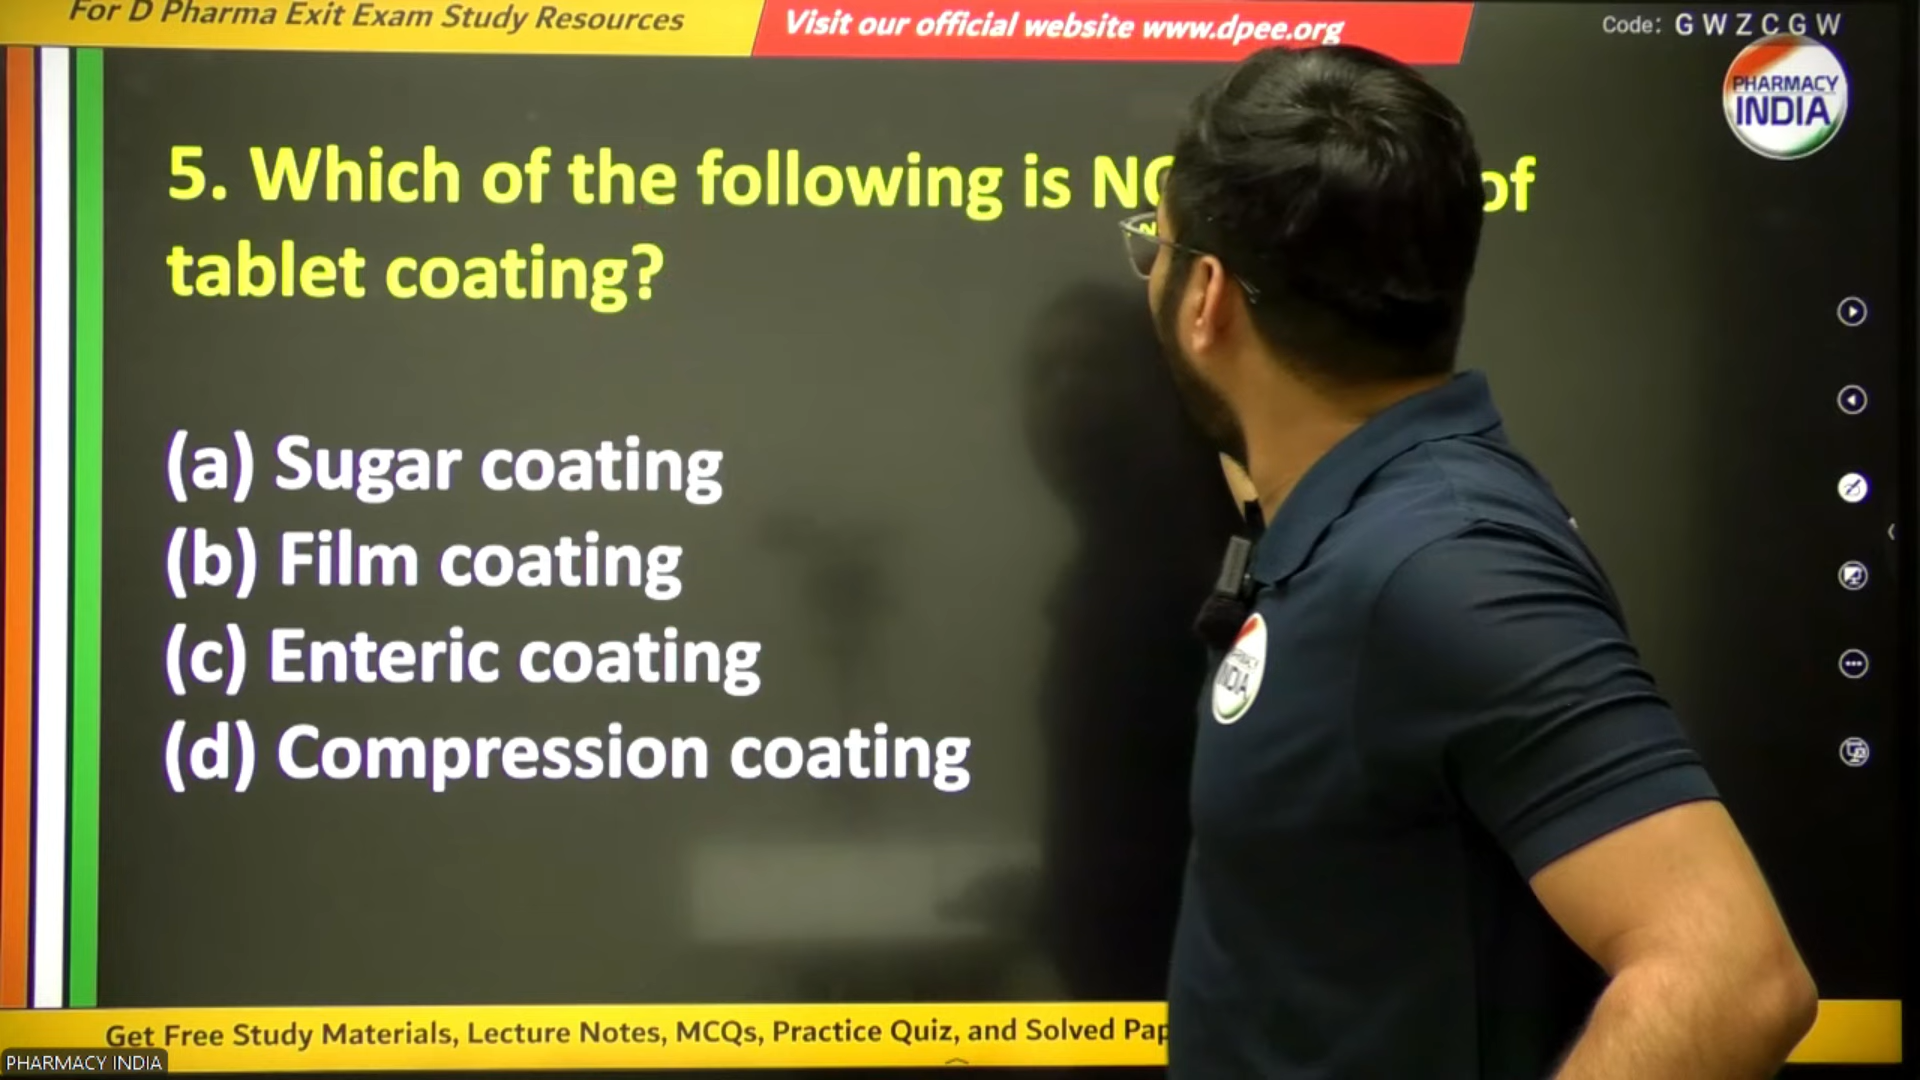 For D Pharma Exit Exam Study Resources
Visit our official website www.dpee.org
Code: G W Z C G W
PHARMACY
INDIA
5. Which of the following is of
tablet coating?
(a) Sugar coating
(b) Film coating
(c) Enteric coating
(d) Compression coating
INDIA
Get Free Study Materials, Lecture Notes, MCQs, Practice Quiz, and Solved
PHARMACY INDIA